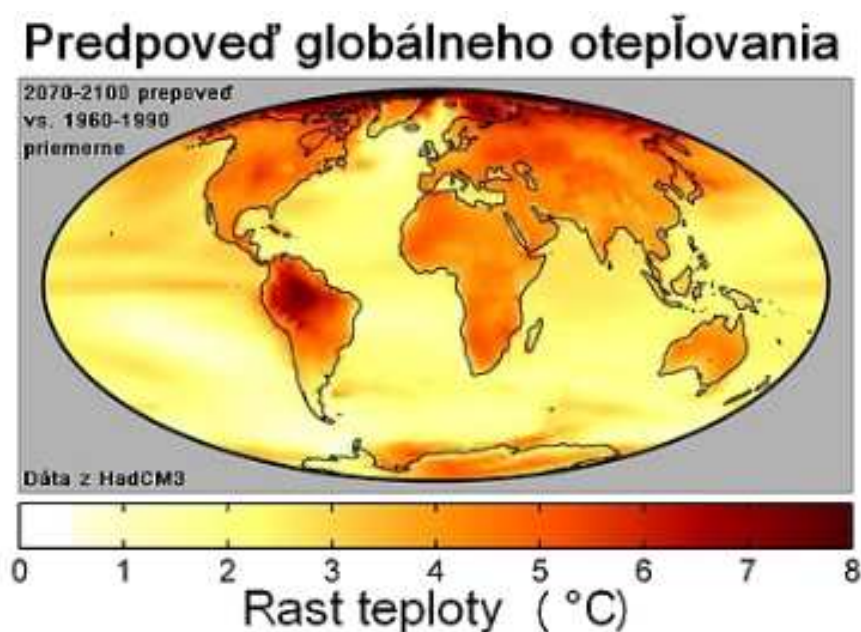 Predpoveď globálneho otepľovania
2070-2100 prepoveď
vs. 1960-1990
priemerne
Dáta z HadCM3
0 1 2 3 4 5 6 7 8
Rast teploty (°C)